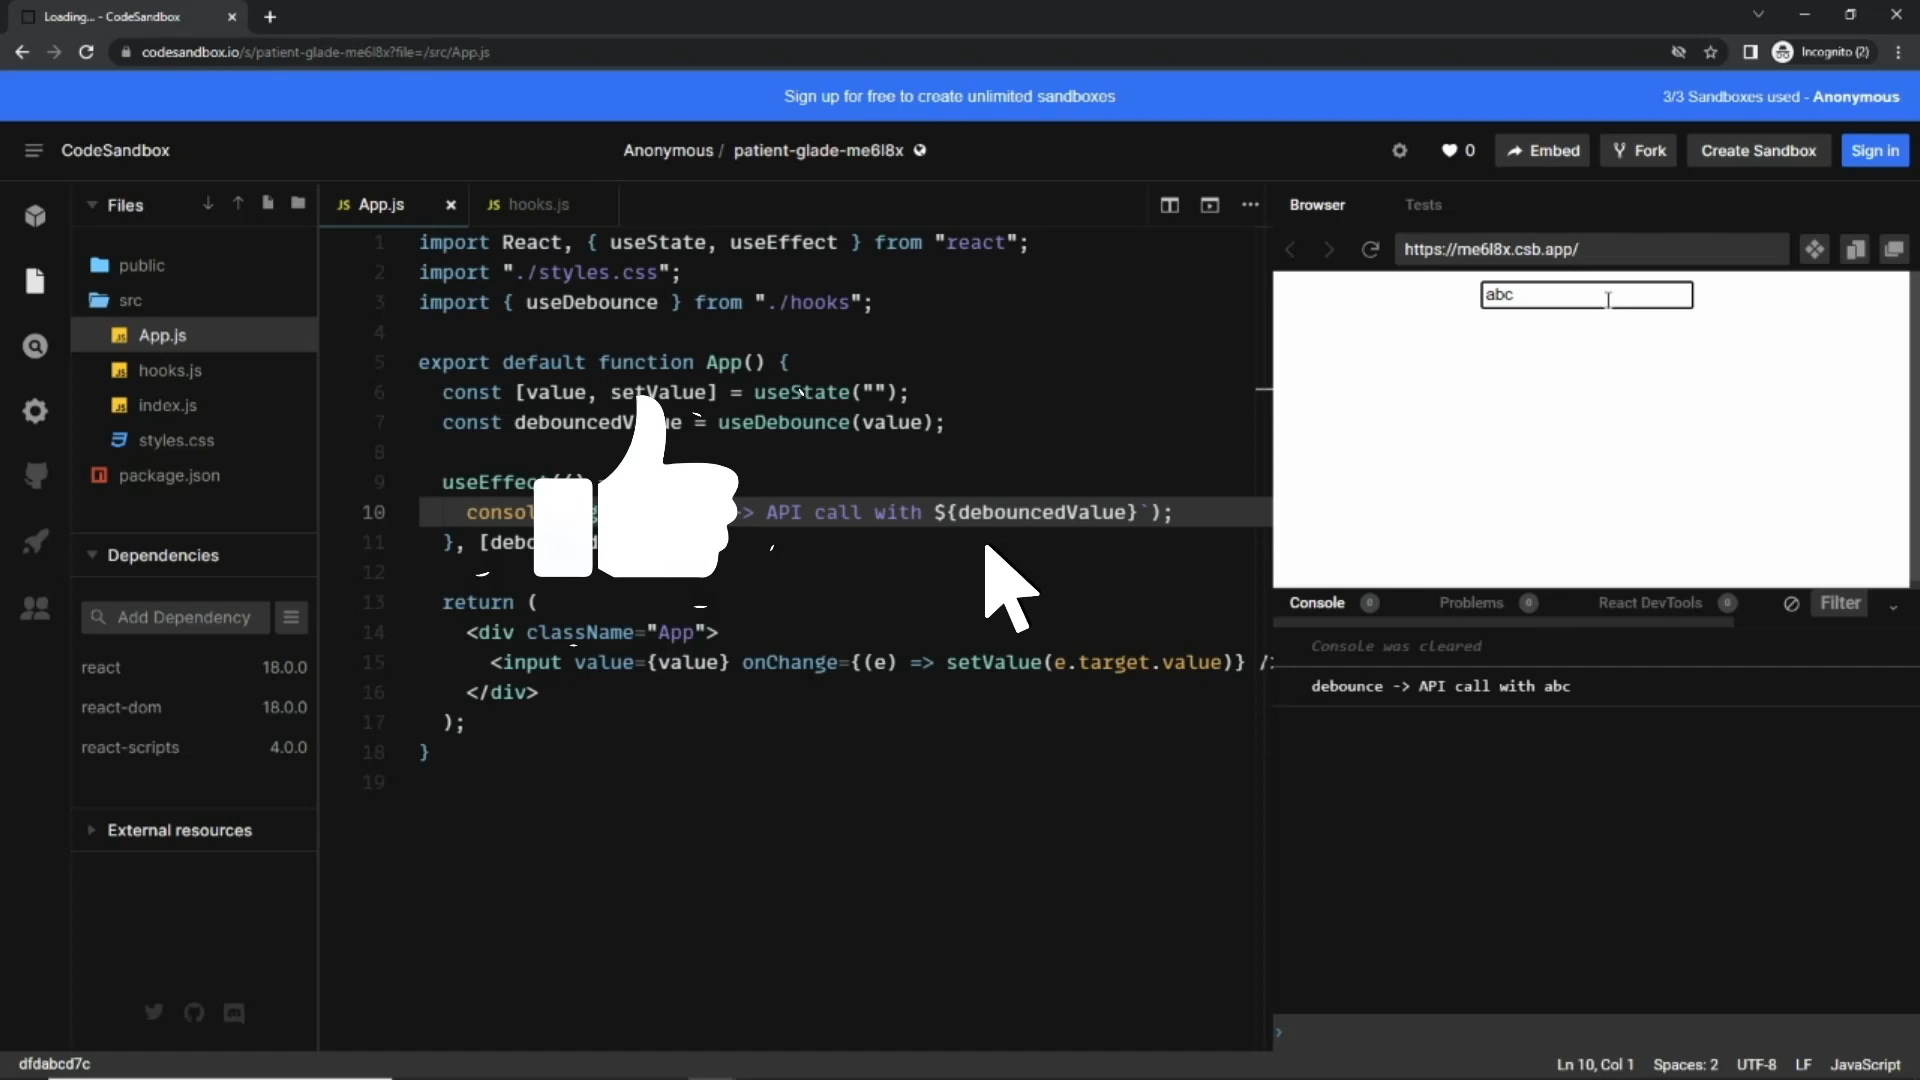 Loading... - CodeSandbox
codesandbox.io/s/patient-glade-me6l8x?file=/src/App.js
Incognito (2)
Sign up for free to create unlimited sandboxes
3/3 Sandboxes used - Anonymous
CodeSandbox
Anonymous / patient-glade-me6l8x
0
Embed
Fork
Create Sandbox
Sign in
Files
public
src
JS App.js
JS hooks.js
JS index.js
styles.css
package.json
Dependencies
Add Dependency
react 18.0.0
react-dom 18.0.0
react-scripts 4.0.0
External resources
JS App.js
JS hooks.js
1 import React, { useState, useEffect } from "react";
2 import "./styles.css";
3 import { useDebounce } from "./hooks";
4
5 export default function App() {
6 const [value, setValue] = useState("");
7 const debouncedV e = useDebounce(value);
8
9 useEffect(()
10 consol > API call with ${debouncedValue}`);
11 }, [debo
12
13 return (
14 <div className="App">
15 <input value={value} onChange={(e) => setValue(e.target.value)} /
16 </div>
17 );
18 }
19
Browser
Tests
https://me6l8x.csb.app/
abc
Console 0
Problems 0
React DevTools 0
Filter
Console was cleared
debounce -> API call with abc
dfdabcd7c
Ln 10, Col 1
Spaces: 2
UTF-8
LF
JavaScript